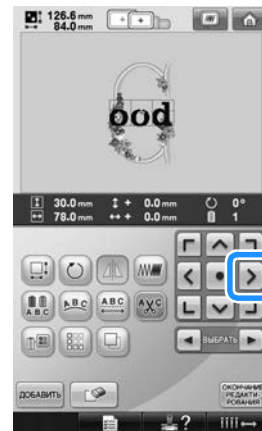 126.6 mm
84.0 mm
ood
30.0 mm + 0.0 mm 0°
78.0 mm + 0.0 mm 1
ABC ABC ABC
ВЫБРАТЬ
ДОБАВИТЬ
ОКОНЧАНИЕ
РЕДАКТИ-
РОВАНИЯ
?